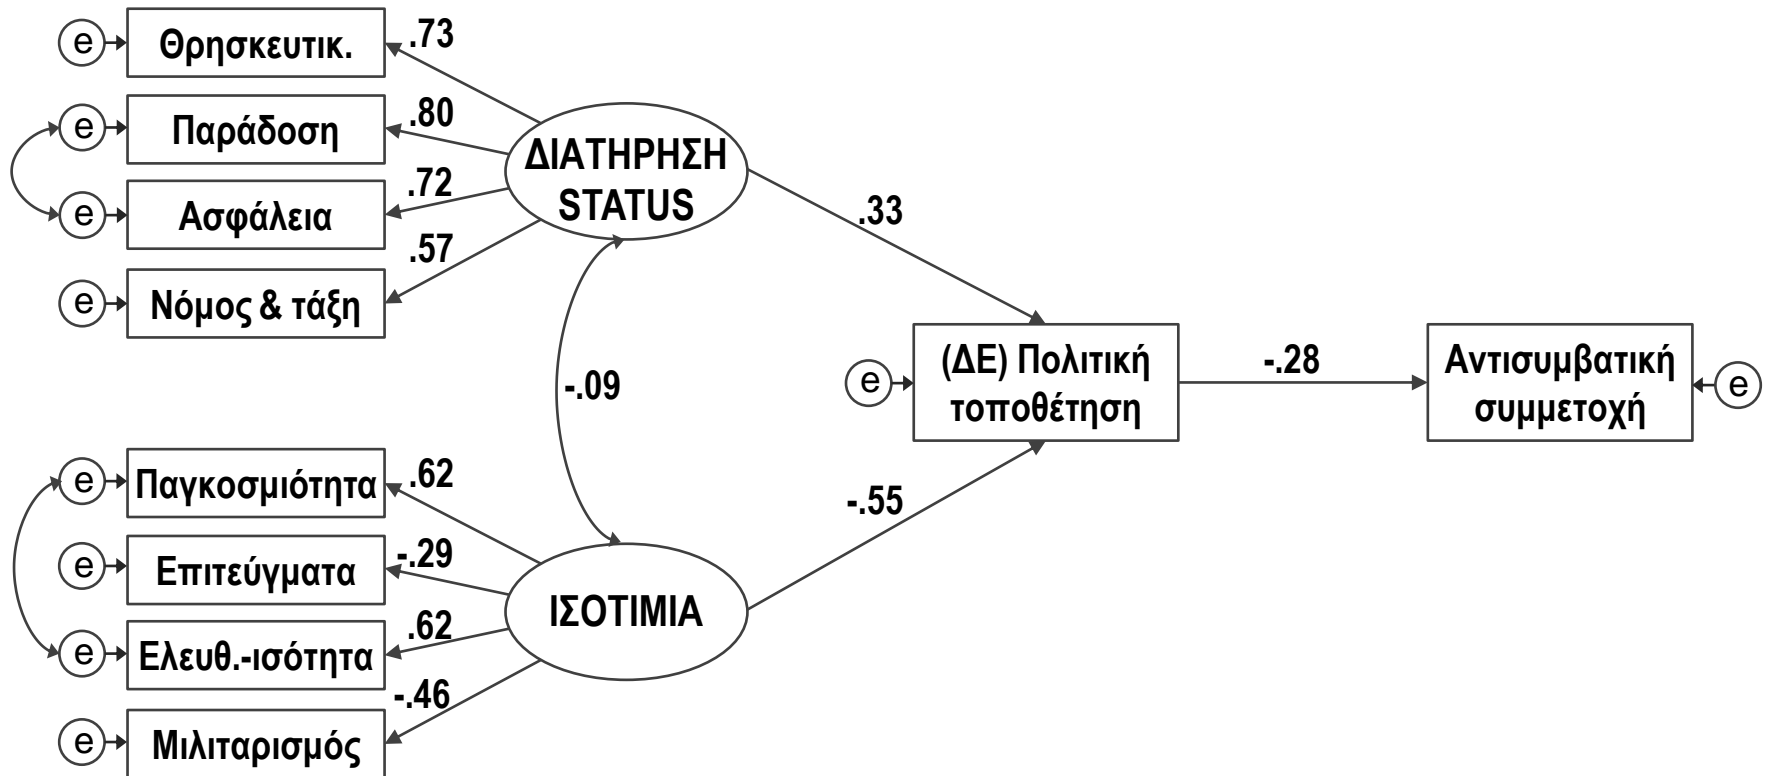 e
Θρησκευτικ.
.73
e
Παράδοση
.80
e
Ασφάλεια
.72
e
Νόμος & τάξη
.57
ΔΙΑΤΗΡΗΣΗ
STATUS
.33
-.09
e
(ΔΕ) Πολιτική
τοποθέτηση
-.28
Αντισυμβατική
συμμετοχή
e
e
Παγκοσμιότητα
.62
e
Επιτεύγματα
-.29
e
Ελευθ.-ισότητα
.62
e
Μιλιταρισμός
-.46
ΙΣΟΤΙΜΙΑ
-.55